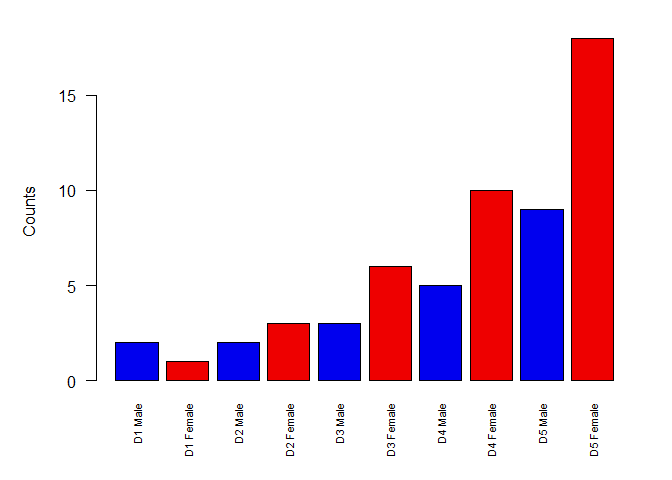 Counts
15
10
5
0
D1 Male
D1 Female
D2 Male
D2 Female
D3 Male
D3 Female
D4 Male
D4 Female
D5 Male
D5 Female